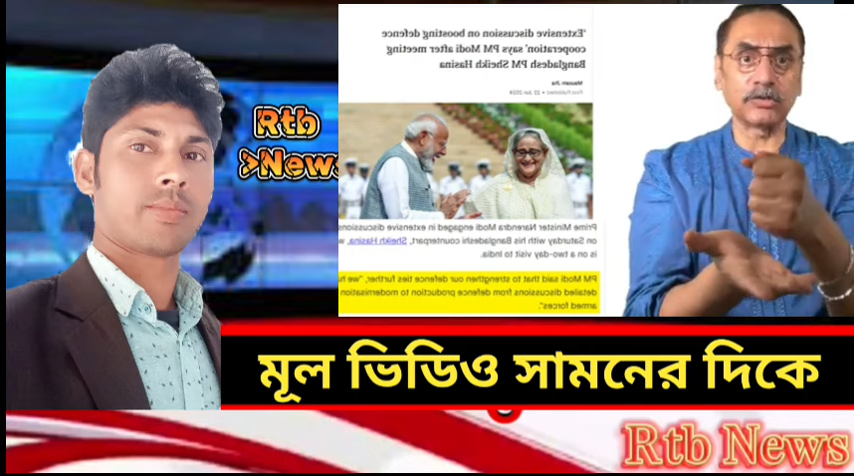 'Extensive discussion on boosting defence
cooperation' says PM Modi after meeting
Bangladesh PM Sheikh Hasina
First Published
Rtb
>News
Prime Minister Narendra Modi engaged in extensive discussions
on Saturday with his Bangladeshi counterpart, Sheikh Hasina, w
is on a two-day visit to India.
PM Modi said that to strengthen our defence ties further, "we h
detailed discussions from defence production to modernisation
armed forces".
মূল ভিডিও সামনের দিকে
Rtb News